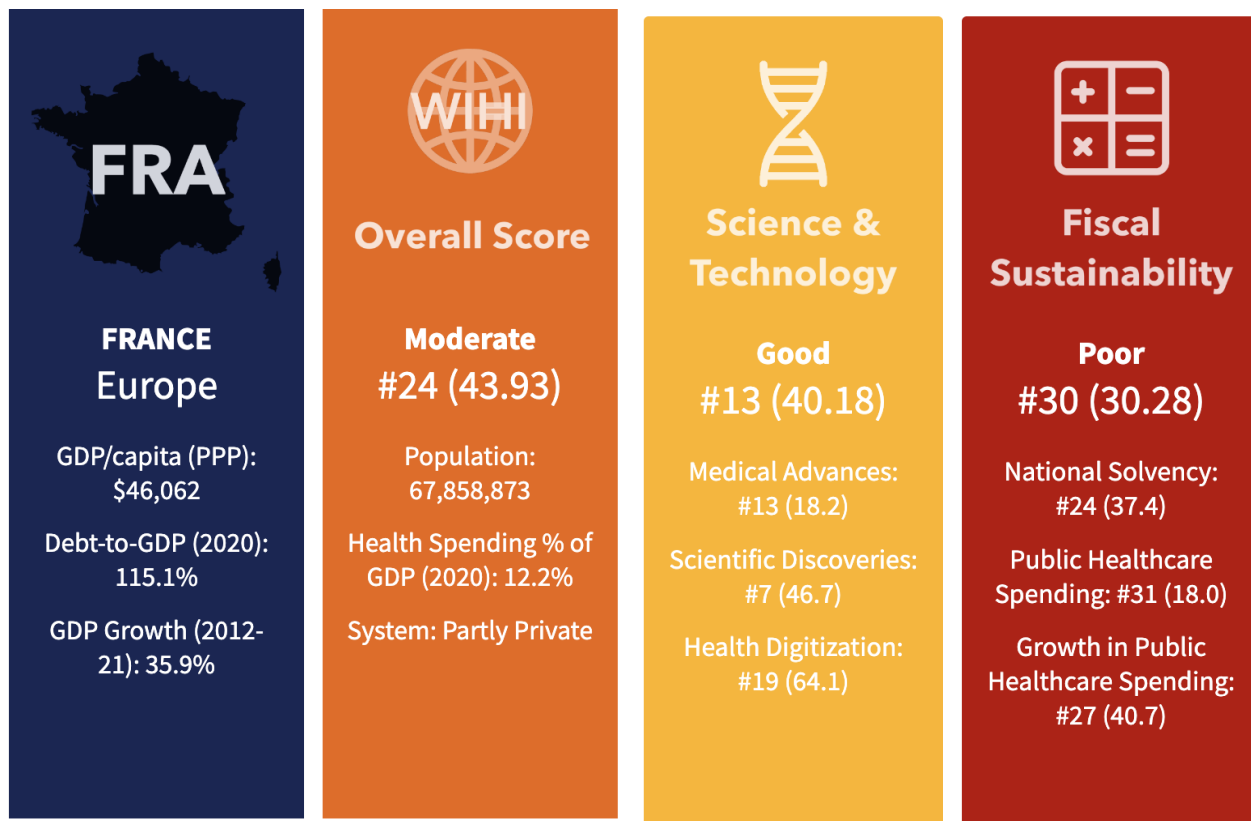 FRA
FRANCE
Europe
GDP/capita (PPP):
$46,062
Debt-to-GDP (2020):
115.1%
GDP Growth (2012-
21): 35.9%
WIHI
Overall Score
Moderate
#24 (43.93)
Population:
67,858,873
Health Spending % of
GDP (2020): 12.2%
System: Partly Private
Science &
Technology
Good
#13 (40.18)
Medical Advances:
#13 (18.2)
Scientific Discoveries:
#7 (46.7)
Health Digitization:
#19 (64.1)
Fiscal
Sustainability
Poor
#30 (30.28)
National Solvency:
#24 (37.4)
Public Healthcare
Spending: #31 (18.0)
Growth in Public
Healthcare Spending:
#27 (40.7)